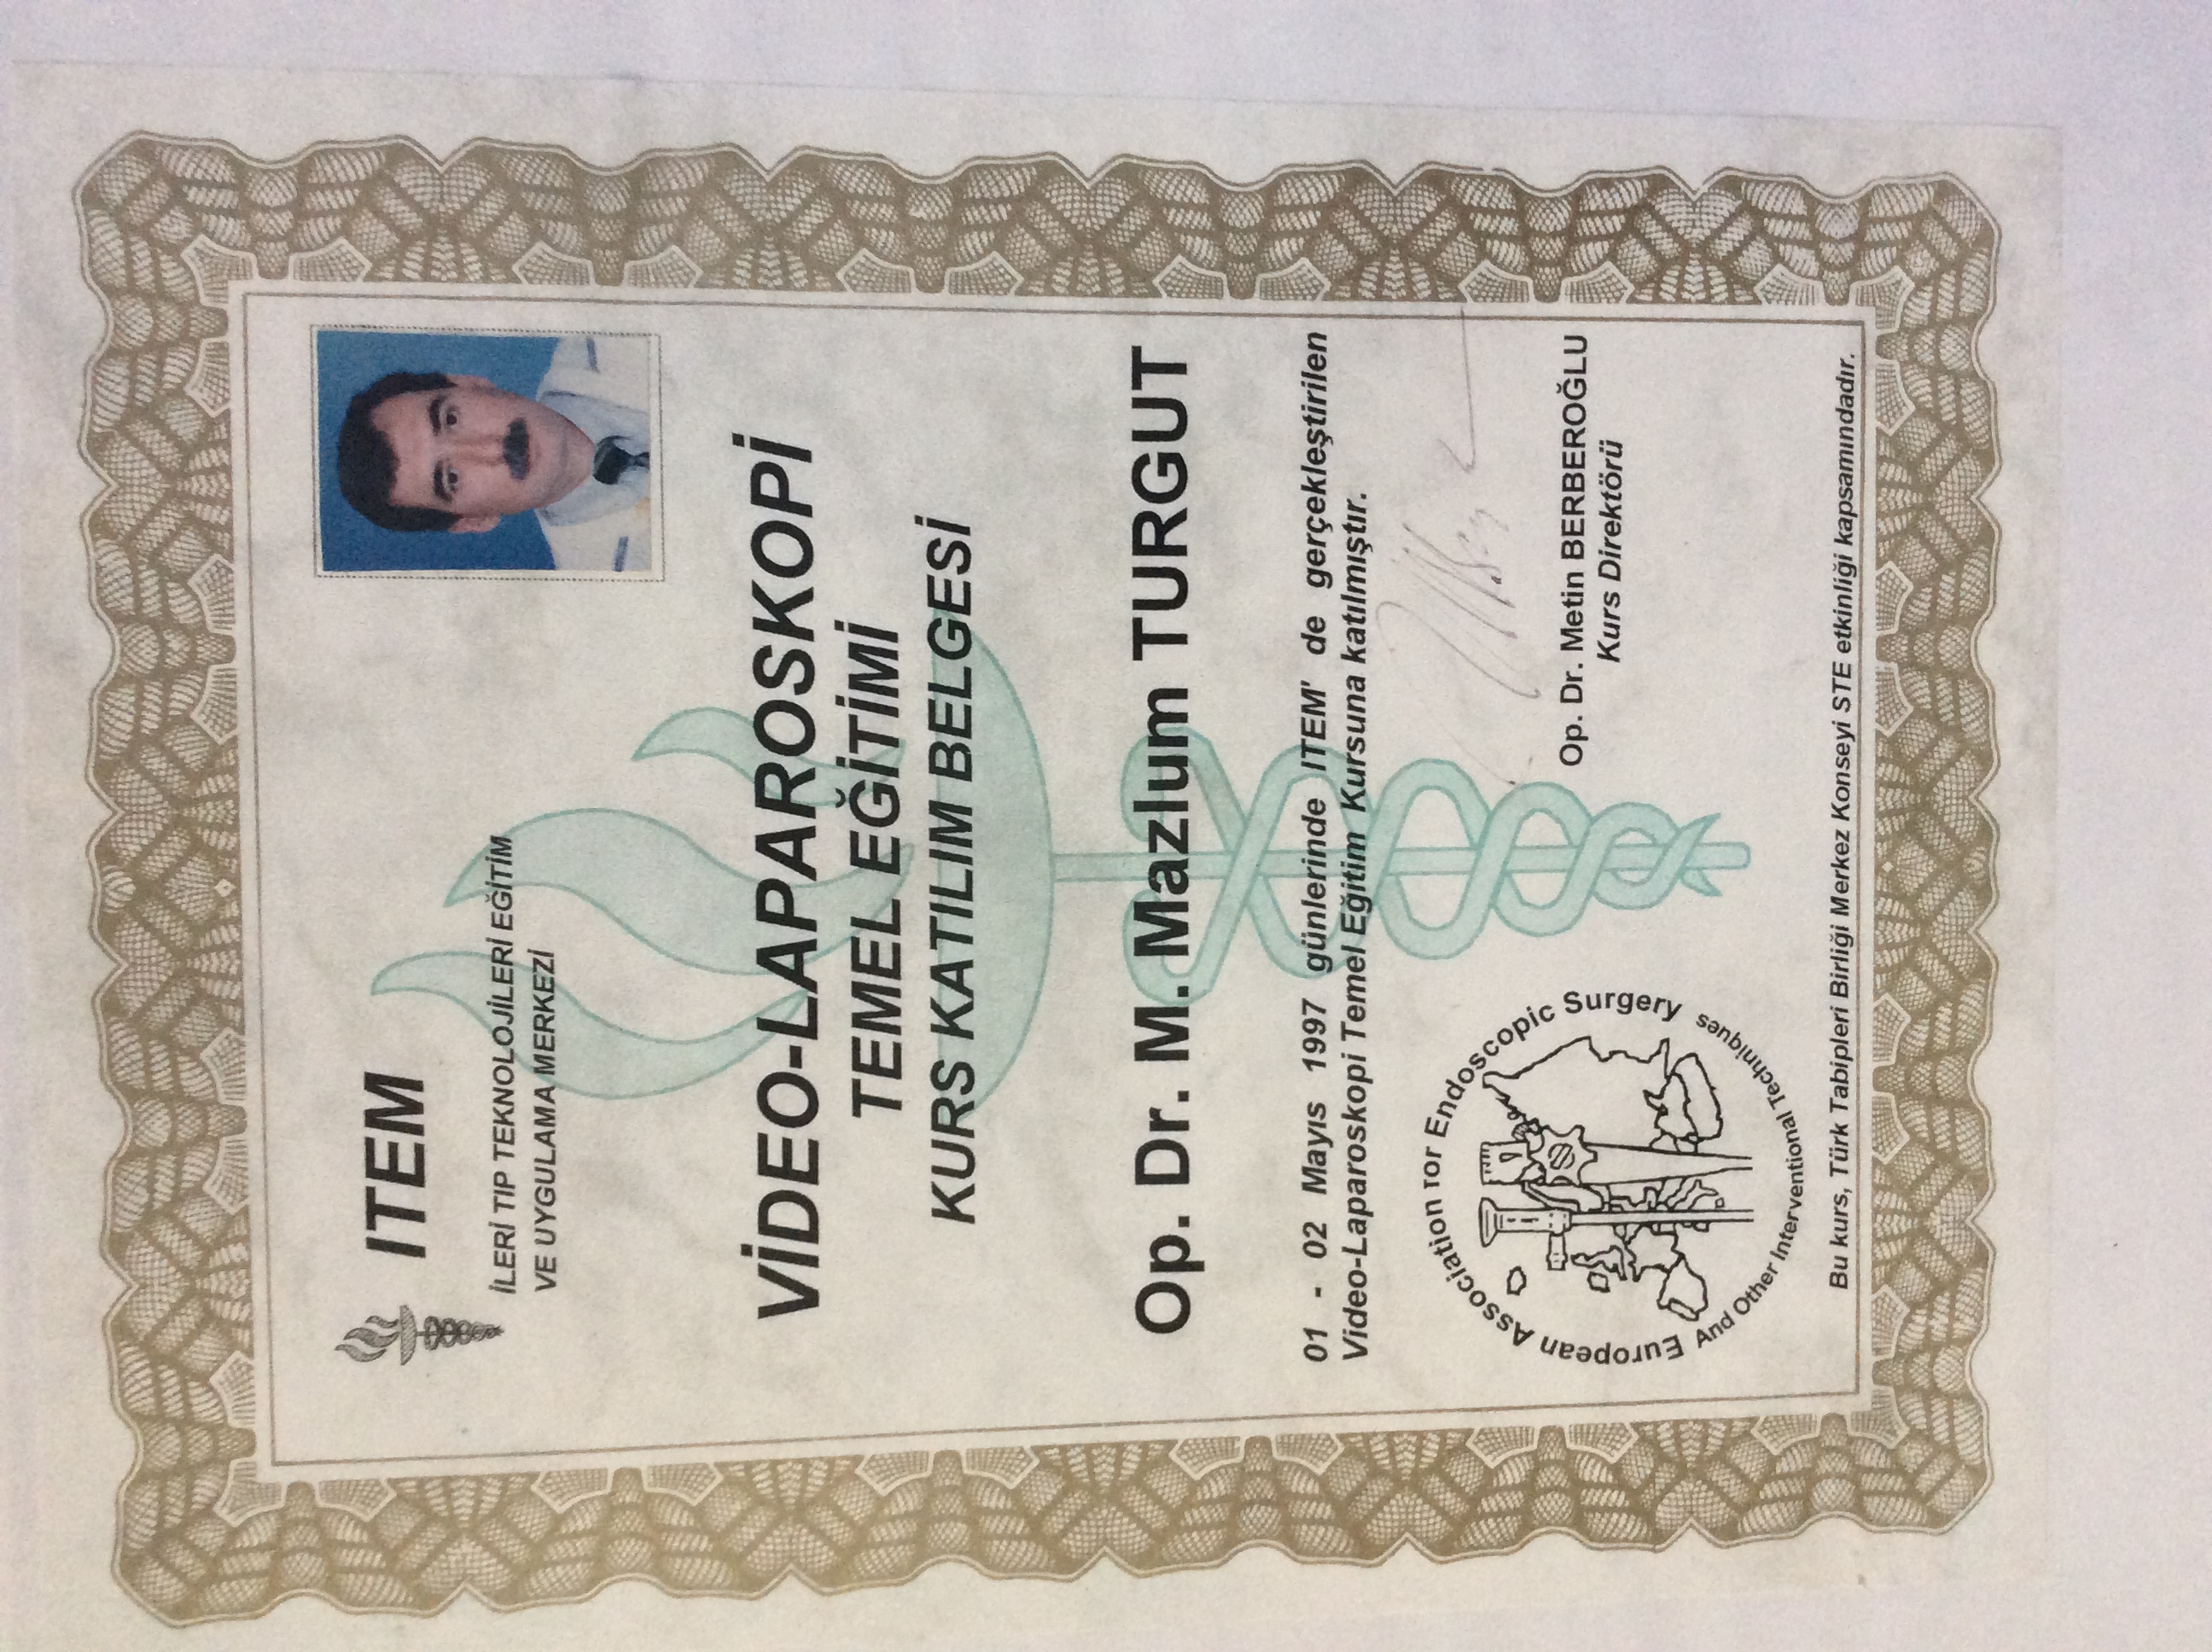 ITEM
İLERİ TIP TEKNOLOJİLERİ EĞİTİM
VE UYGULAMA MERKEZİ
VİDEO-LAPAROSKOPİ
TEMEL EĞİTİMİ
KURS KATILIM BELGESİ
Op. Dr. M. Mazlum TURGUT
01 - 02 Mayıs 1997 günlerinde ITEM' de gerçekleştirilen
Video-Laparoskopi Temel Eğitim Kursuna katılmıştır.
European Association for Endoscopic Surgery
And Other Interventional Techniques
Op. Dr. Metin BERBEROĞLU
Kurs Direktörü
Bu kurs, Türk Tabipleri Birliği Merkez Konseyi STE etkinliği kapsamındadır.